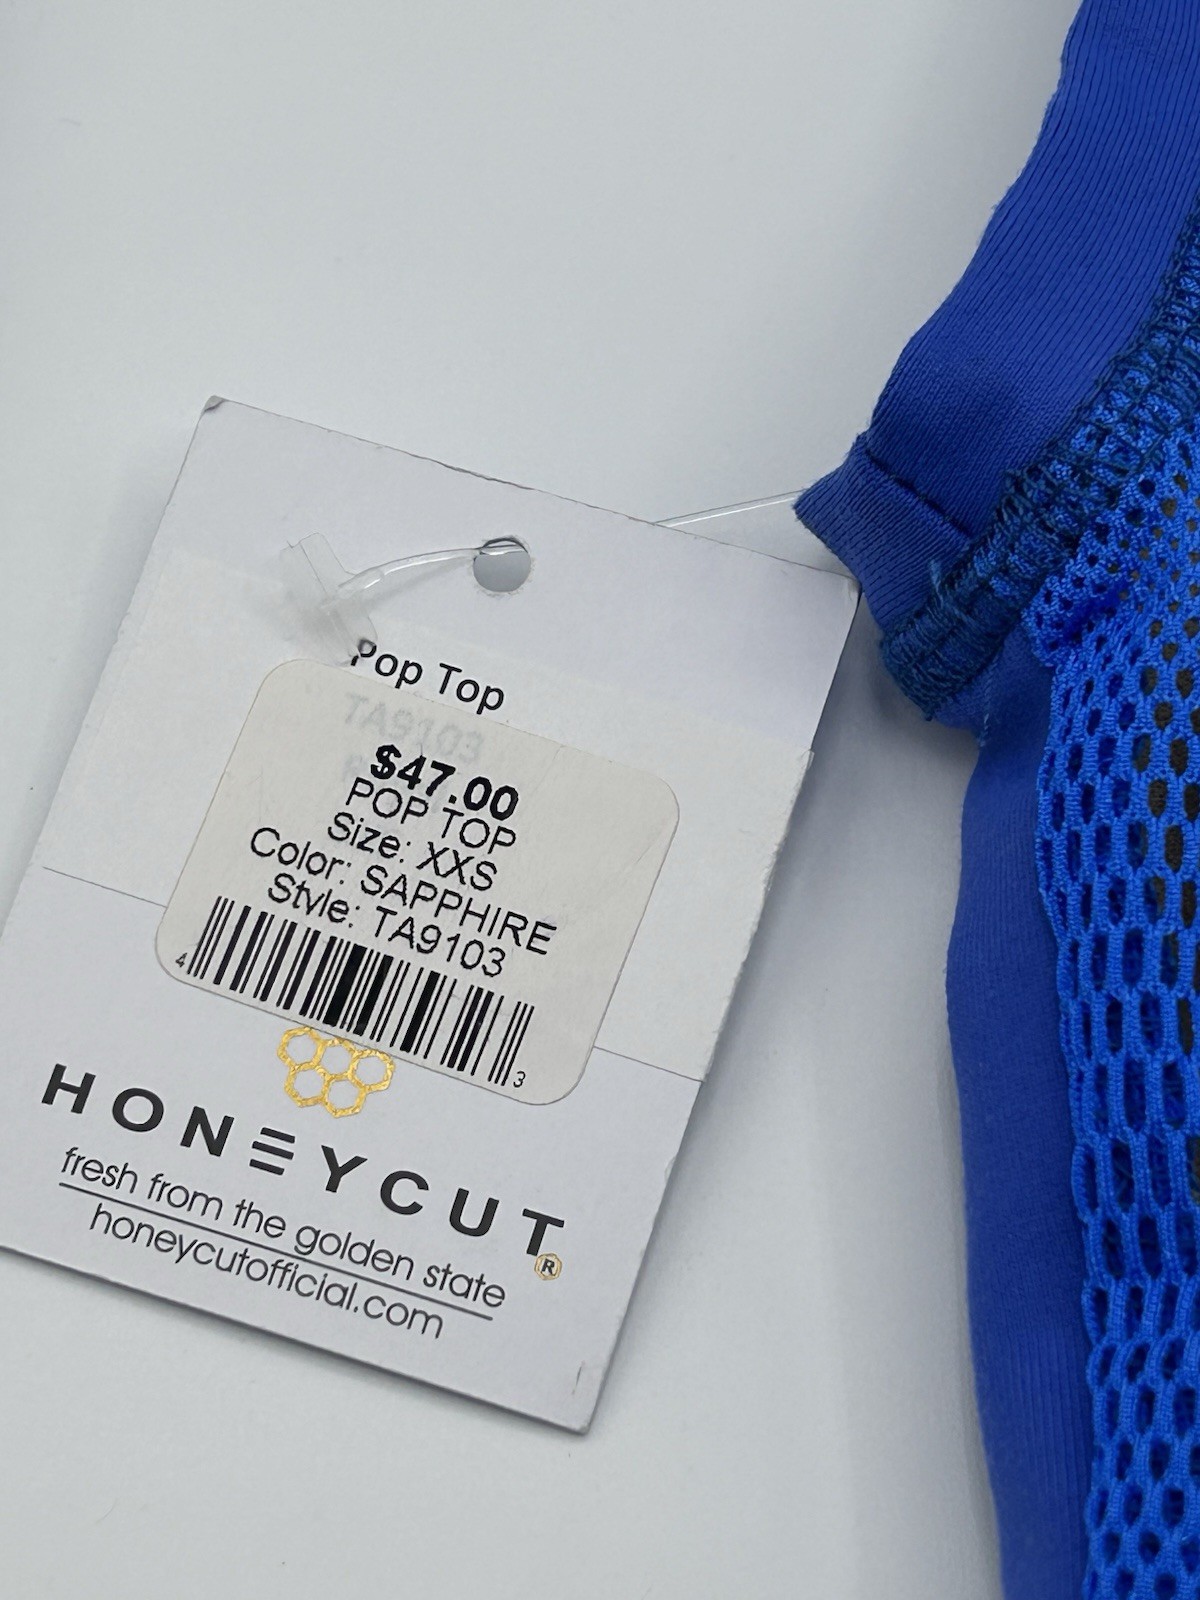 Pop Top
TA9103
$47.00
POP TOP
Size: XXS
Color: SAPPHIRE
Style: TA9103
4 3
HONEYCUT®
fresh from the golden state
honeycutofficial.com